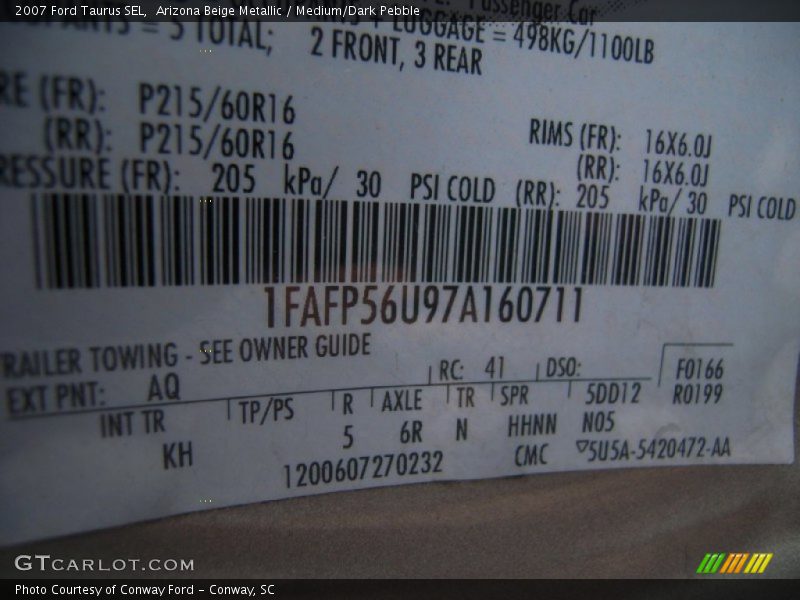 2007 Ford Taurus SEL, Arizona Beige Metallic / Medium/Dark Pebble
Passenger Car
= 5 TOTAL; 2 FRONT, 3 REAR + LUGGAGE = 498KG/1100LB
RE (FR): P215/60R16 RIMS (FR): 16X6.0J
(RR): P215/60R16 (RR): 16X6.0J
RESSURE (FR): 205 kPa/ 30 PSI COLD (RR): 205 kPa/ 30 PSI COLD
1FAFP56U97A160711
RAILER TOWING - SEE OWNER GUIDE
EXT PNT: AQ RC: 41 DSO: F0166
INT TR TP/PS R AXLE TR SPR 5DD12 R0199
KH 5 6R N HHNN N05
1200607270232 CMC ▽5U5A-5420472-AA
GTCARLOT.COM
Photo Courtesy of Conway Ford - Conway, SC